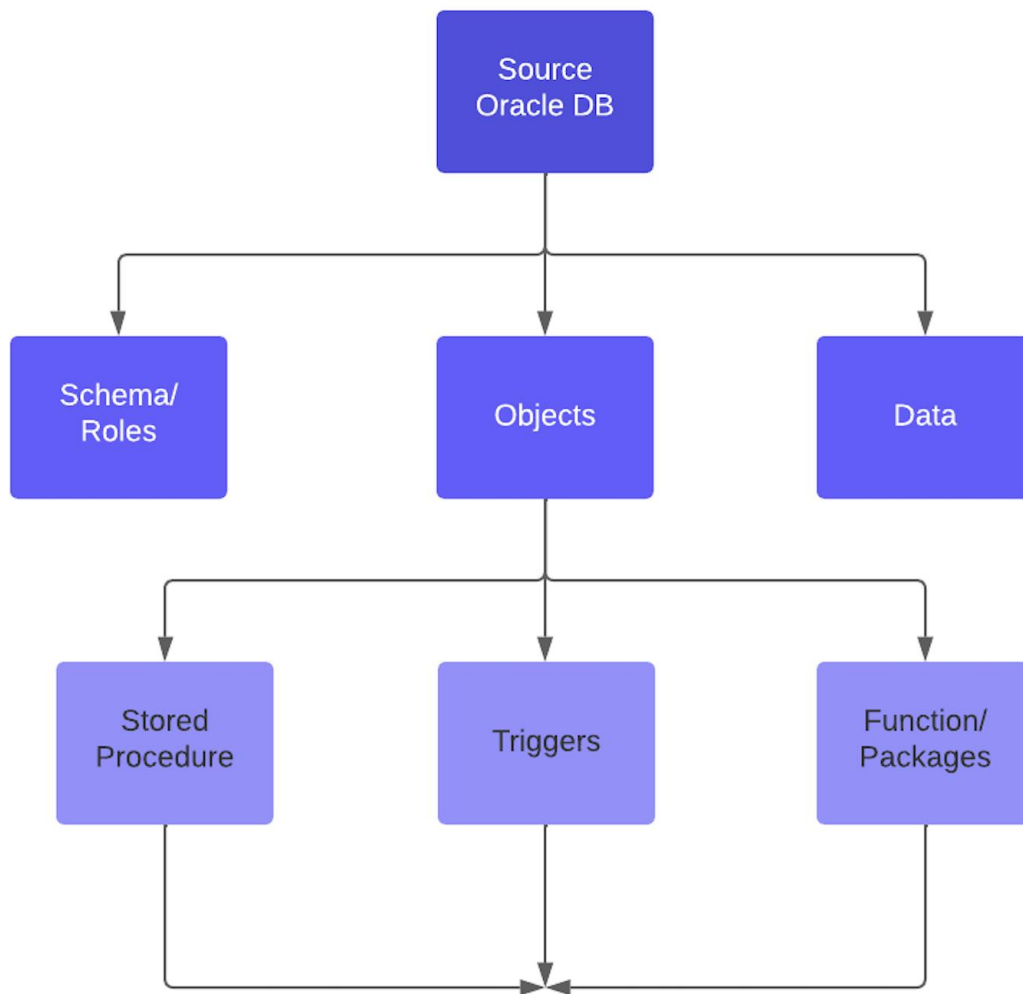 Source
Oracle DB
Schema/
Roles
Objects
Data
Stored
Procedure
Triggers
Function/
Packages